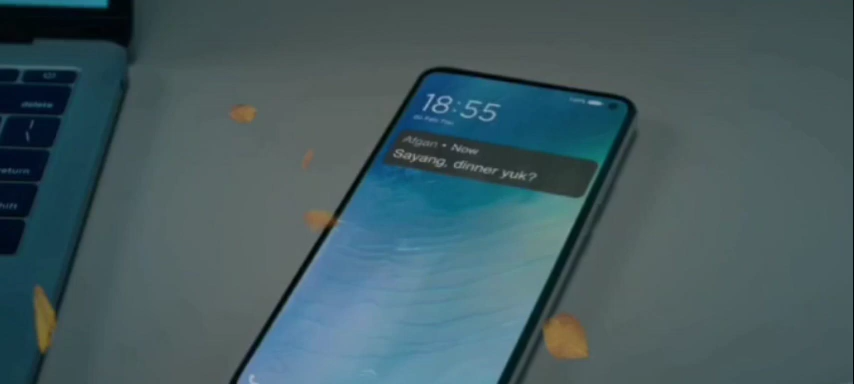 delete
return
shift
18:55
Afgan • Now
Sayang, dinner yuk?